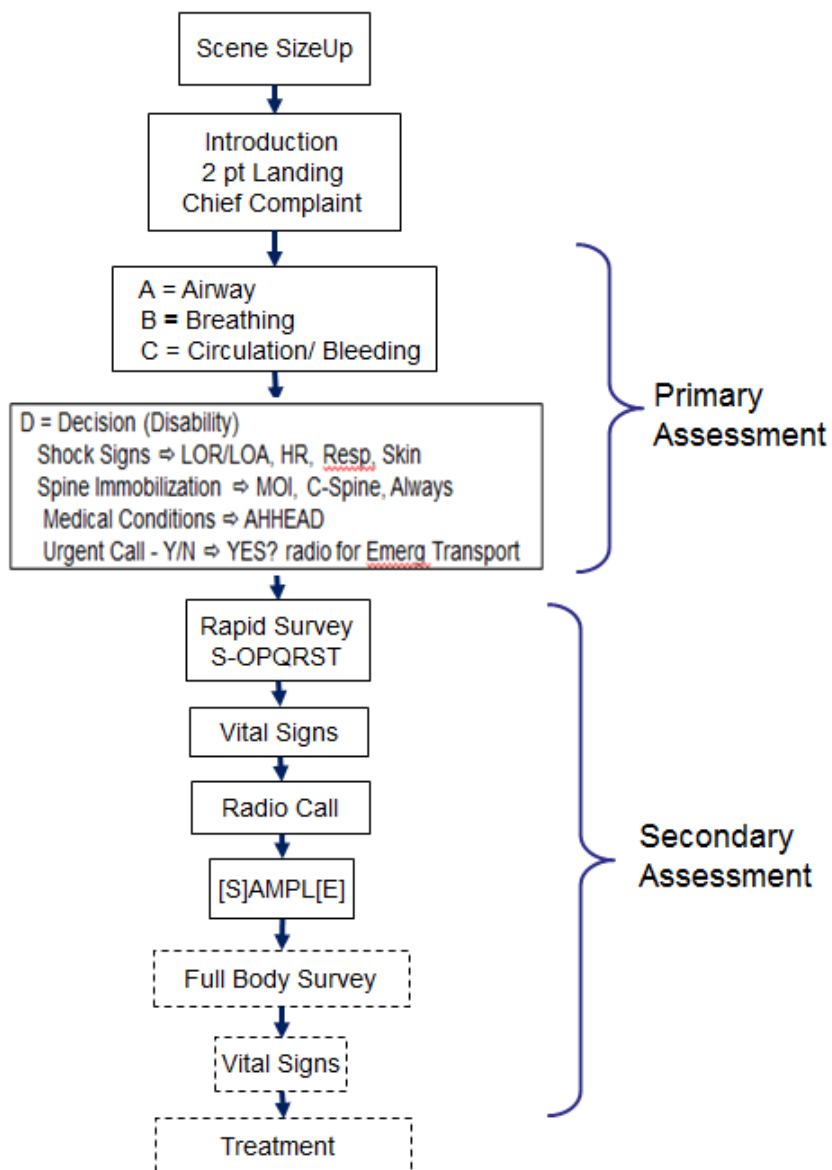 Scene SizeUp
Introduction
2 pt Landing
Chief Complaint
A = Airway
B = Breathing
C = Circulation/ Bleeding
D = Decision (Disability)
Shock Signs ⇨ LOR/LOA, HR, Resp, Skin
Spine Immobilization ⇨ MOI, C-Spine, Always
Medical Conditions ⇨ AHHEAD
Urgent Call - Y/N ⇨ YES? radio for Emerg Transport
Primary
Assessment
Rapid Survey
S-OPQRST
Vital Signs
Radio Call
[S]AMPL[E]
Full Body Survey
Vital Signs
Treatment
Secondary
Assessment